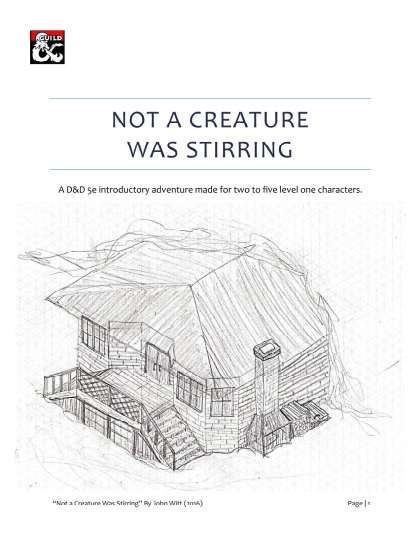 GUILD
NOT A CREATURE
WAS STIRRING
A D&D 5e introductory adventure made for two to five level one characters.
"Not a Creature Was Stirring" By John Witt (2016)
Page | 1